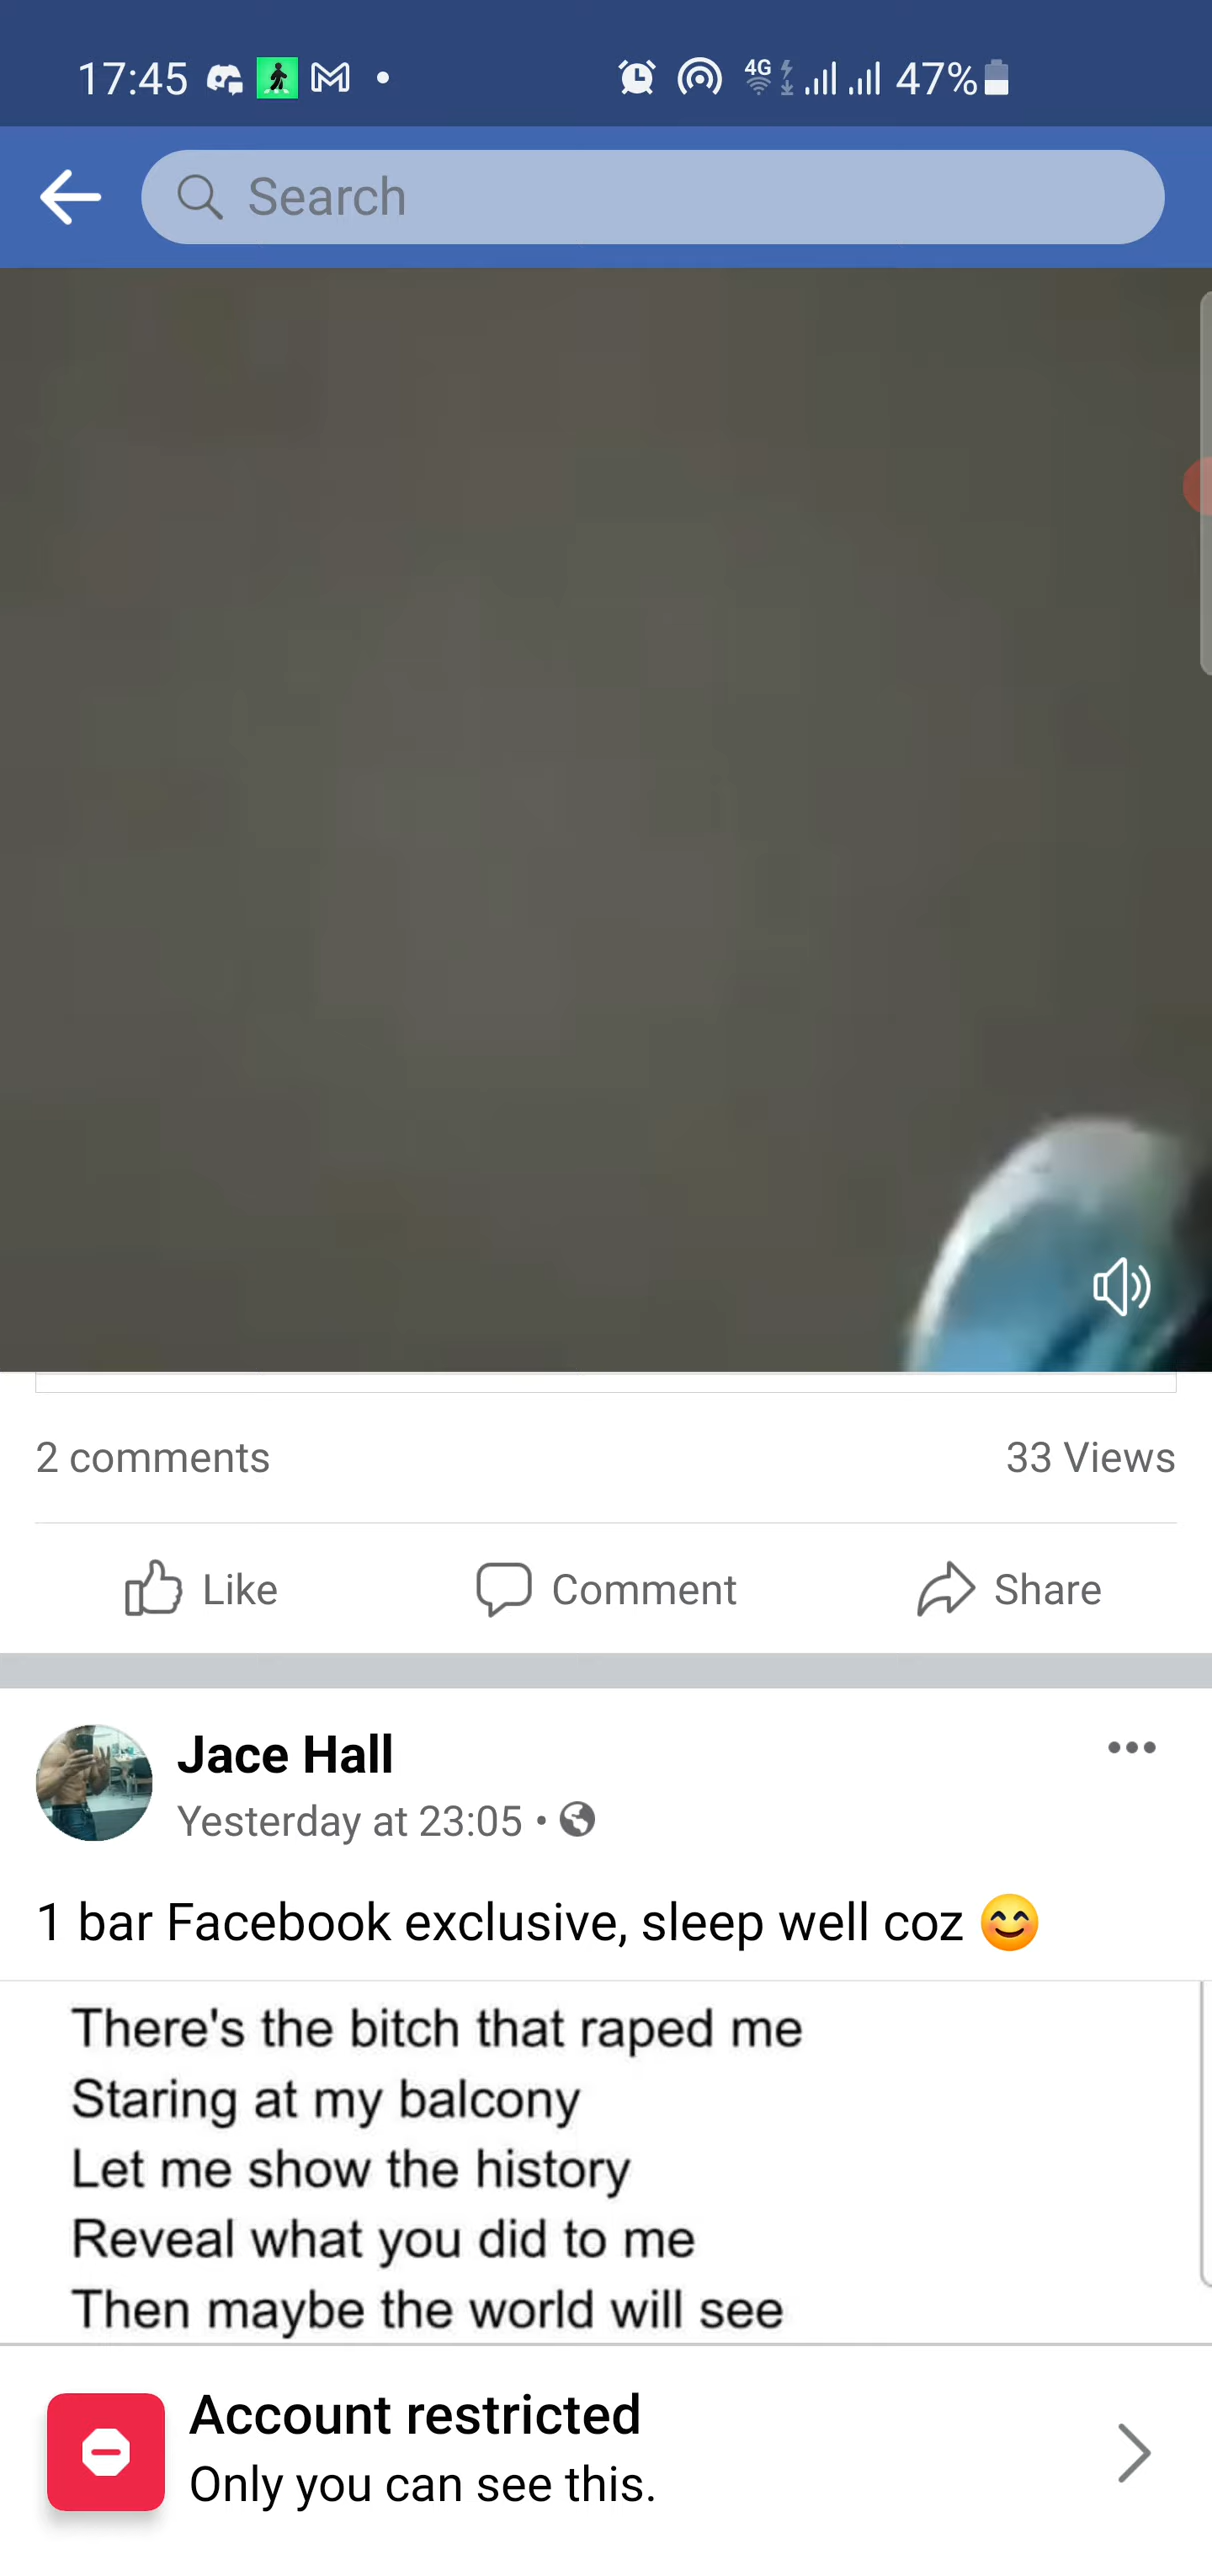 17:45 4G 47%
Search
2 comments 33 Views
Like Comment Share
Jace Hall
Yesterday at 23:05 •
1 bar Facebook exclusive, sleep well coz 😊
There's the bitch that raped me
Staring at my balcony
Let me show the history
Reveal what you did to me
Then maybe the world will see
Account restricted
Only you can see this.